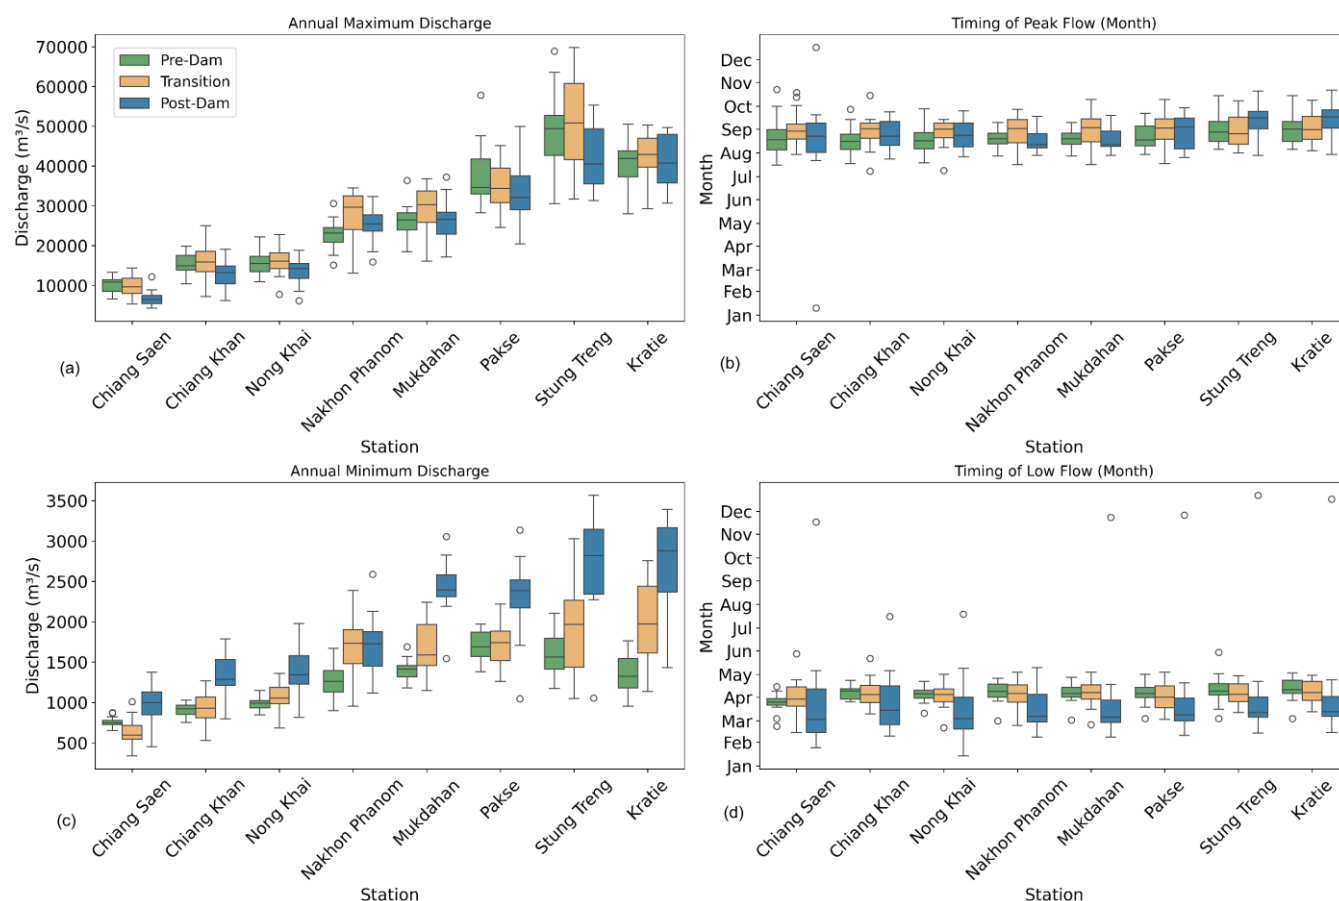 Annual Maximum Discharge
70000
60000
50000
40000
30000
20000
10000
Discharge (m³/s)
Pre-Dam
Transition
Post-Dam
(a)
Chiang Saen
Chiang Khan
Nong Khai
Nakhon Phanom
Mukdahan
Pakse
Stung Treng
Kratie
Station
Timing of Peak Flow (Month)
Dec
Nov
Oct
Sep
Aug
Jul
Jun
May
Apr
Mar
Feb
Jan
Month
(b)
Chiang Saen
Chiang Khan
Nong Khai
Nakhon Phanom
Mukdahan
Pakse
Stung Treng
Kratie
Station
Annual Minimum Discharge
3500
3000
2500
2000
1500
1000
500
Discharge (m³/s)
(c)
Chiang Saen
Chiang Khan
Nong Khai
Nakhon Phanom
Mukdahan
Pakse
Stung Treng
Kratie
Station
Timing of Low Flow (Month)
Dec
Nov
Oct
Sep
Aug
Jul
Jun
May
Apr
Mar
Feb
Jan
Month
(d)
Chiang Saen
Chiang Khan
Nong Khai
Nakhon Phanom
Mukdahan
Pakse
Stung Treng
Kratie
Station